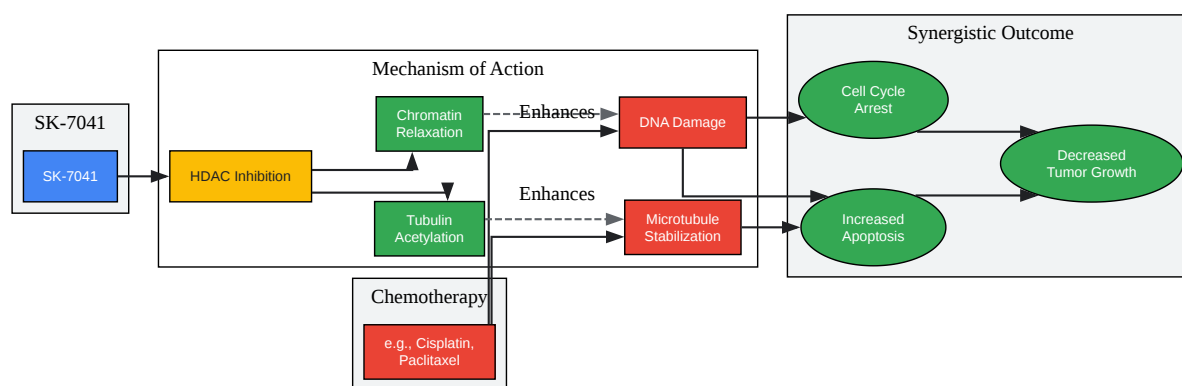 Synergistic Outcome
Mechanism of Action
SK-7041
SK-7041
HDAC Inhibition
Chromatin
Relaxation
Enhances
DNA Damage
Tubulin
Acetylation
Enhances
Microtubule
Stabilization
Cell Cycle
Arrest
Increased
Apoptosis
Decreased
Tumor Growth
Chemotherapy
e.g., Cisplatin,
Paclitaxel